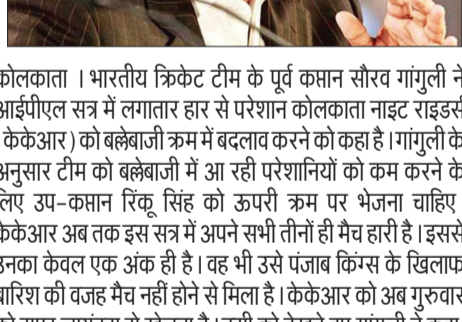 कोलकाता । भारतीय क्रिकेट टीम के पूर्व कप्तान सौरव गांगुली ने
आईपीएल सत्र में लगातार हार से परेशान कोलकाता नाइट राइडर्स
केकेआर ) को बल्लेबाजी क्रम में बदलाव करने को कहा है ।गांगुली के
अनुसार टीम को बल्लेबाजी में आ रही परेशानियों को कम करने के
लिए उप-कप्तान रिंकू सिंह को ऊपरी क्रम पर भेजना चाहिए
केकेआर अब तक इस सत्र में अपने सभी तीनों ही मैच हारी है । इससे
उनका केवल एक अंक ही है । वह भी उसे पंजाब किंग्स के खिलाफ
बारिश की वजह मैच नहीं होने से मिला है । केकेआर को अब गुरुवार